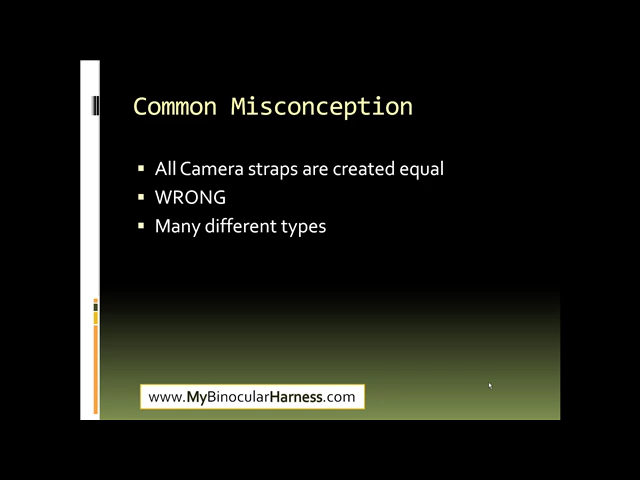 Common Misconception
All Camera straps are created equal
WRONG
Many different types
www.MyBinocularHarness.com